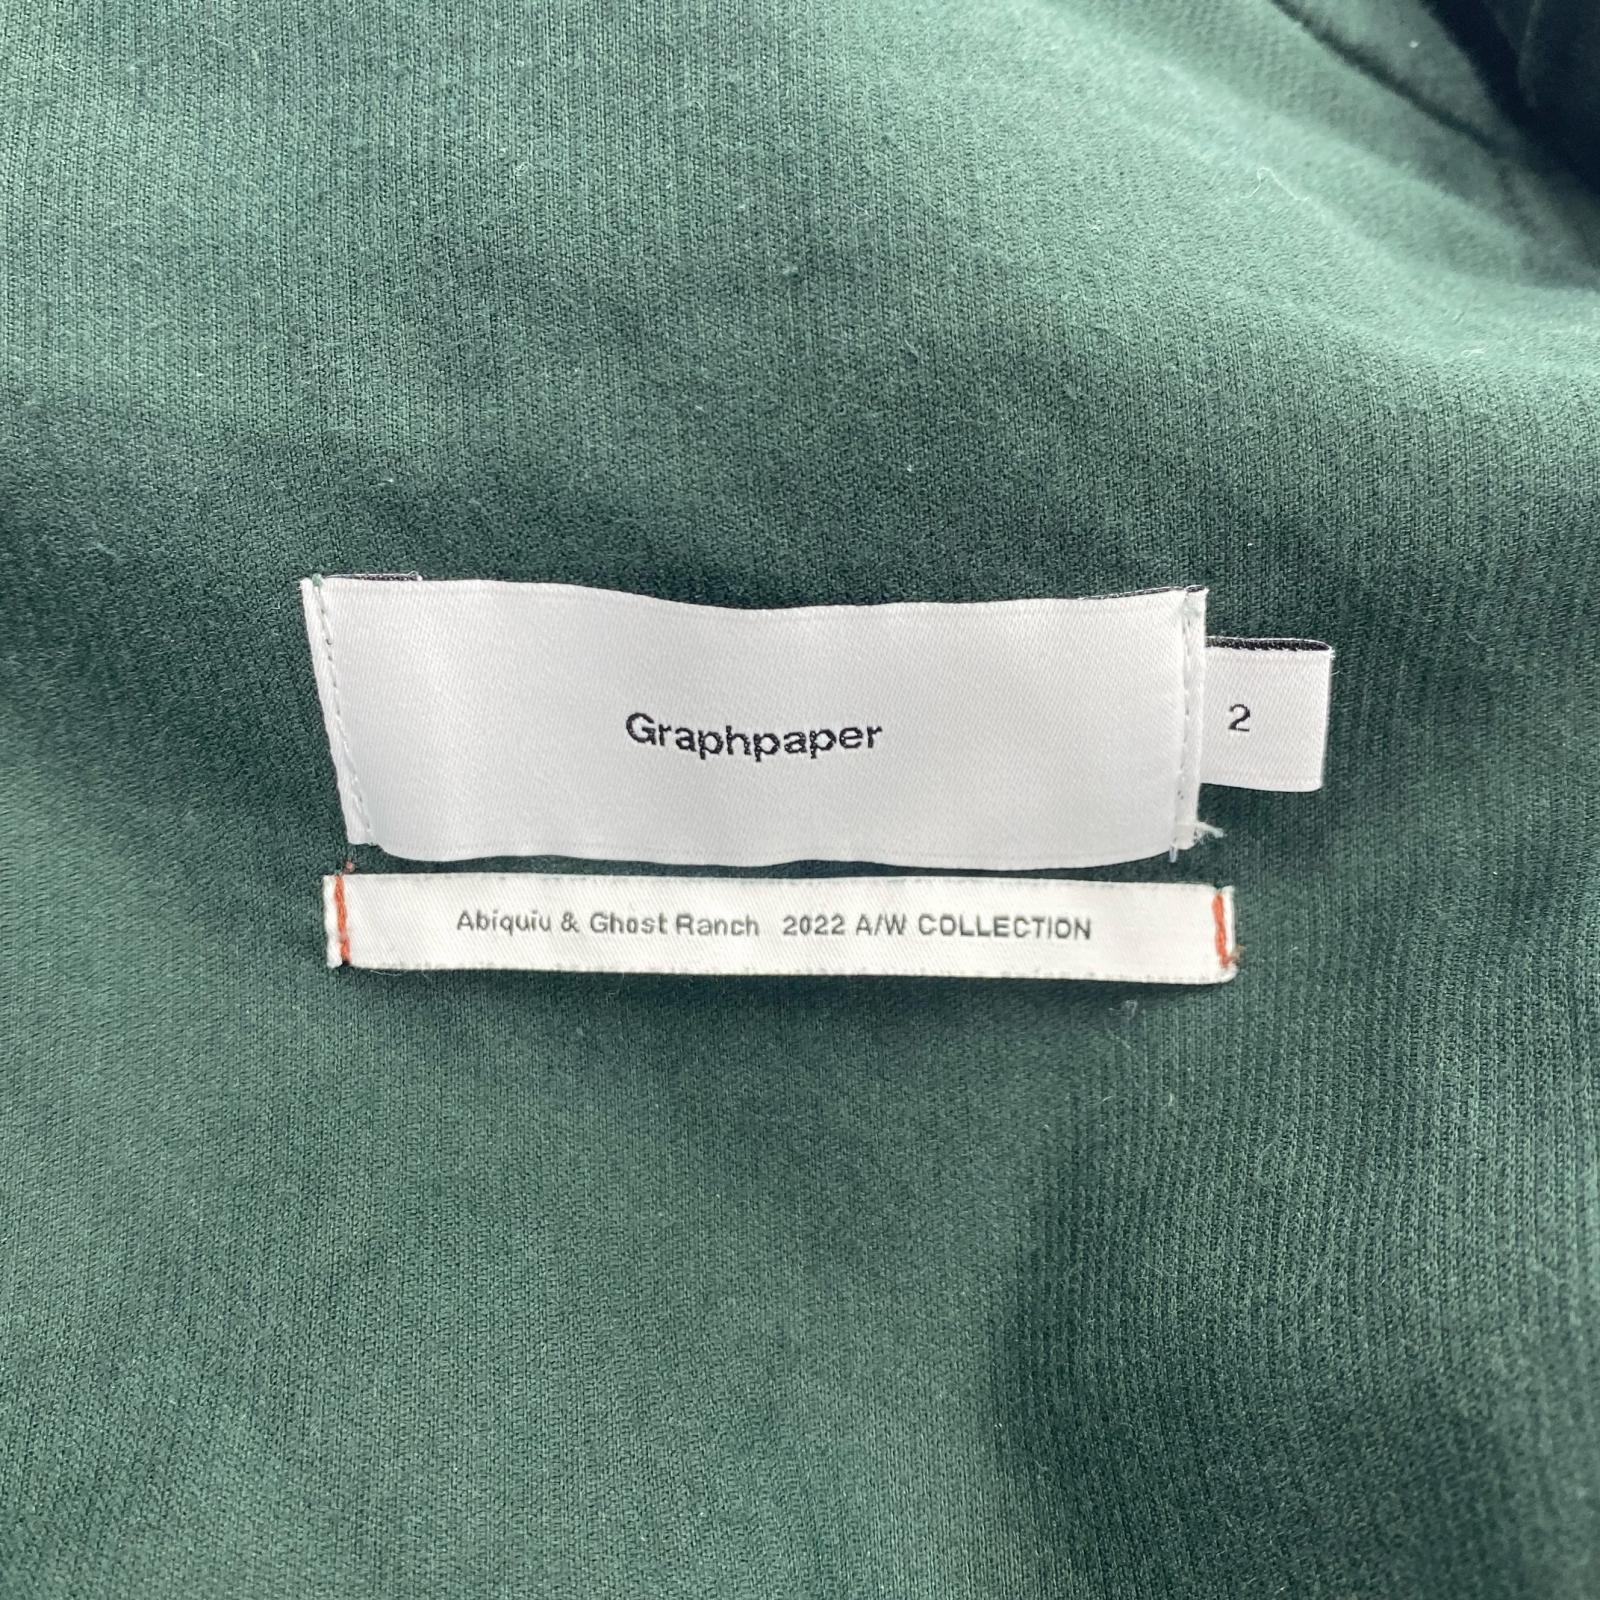 Graphpaper
2
Abiquiu & Ghost Ranch 2022 A/W COLLECTION